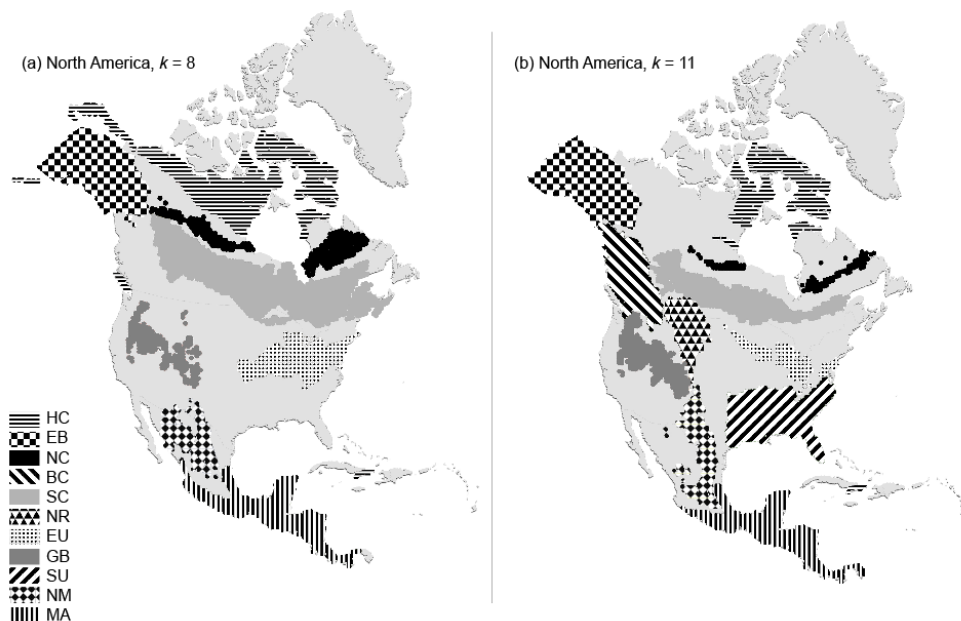 (a) North America, k = 8
(b) North America, k = 11
HC
EB
NC
BC
SC
NR
EU
GB
SU
NM
MA